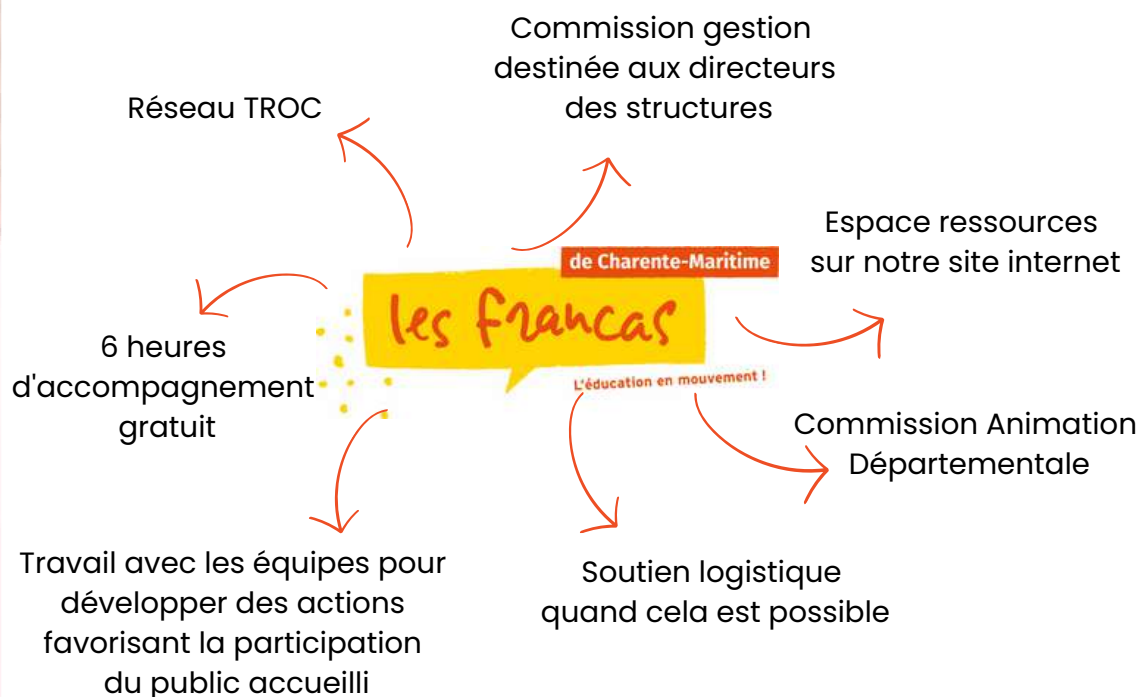 Commission gestion
destinée aux directeurs
des structures
Réseau TROC
Espace ressources
sur notre site internet
de Charente-Maritime
les francas
L'éducation en mouvement !
6 heures
d'accompagnement
gratuit
Commission Animation
Départementale
Travail avec les équipes pour
développer des actions
favorisant la participation
du public accueilli
Soutien logistique
quand cela est possible